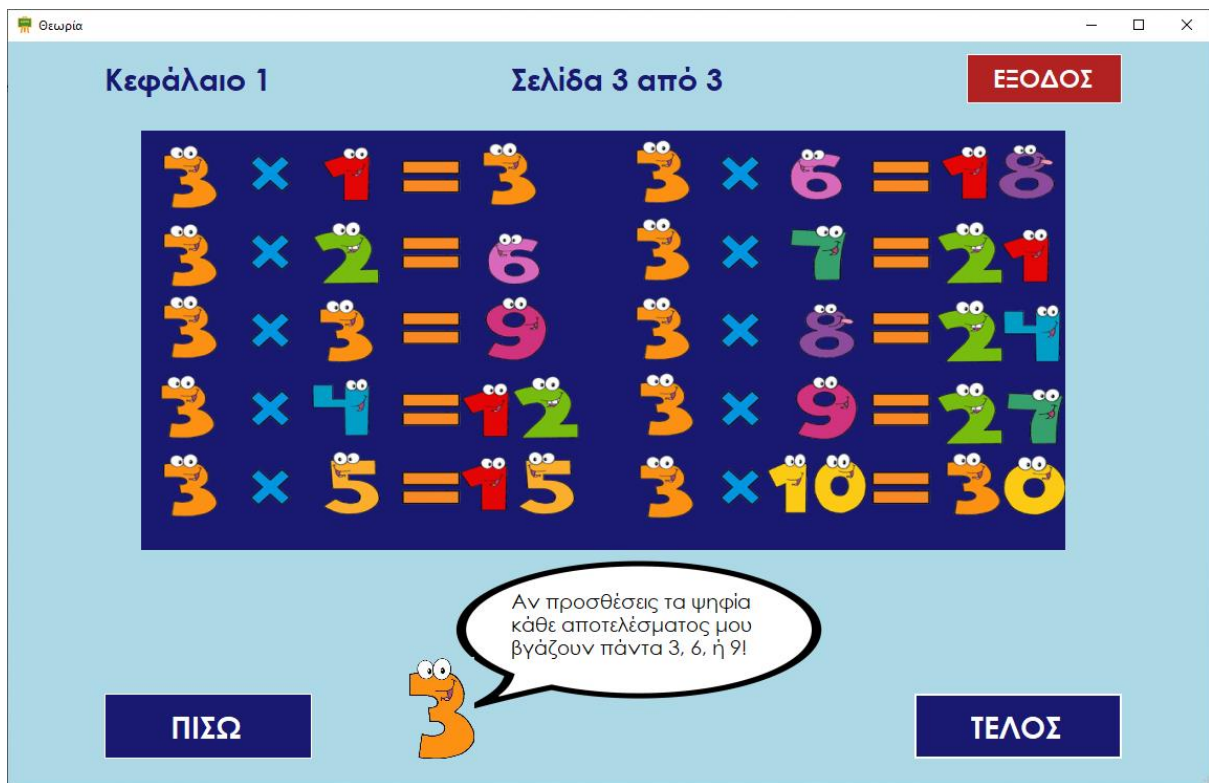 Θεωρία
Κεφάλαιο 1 Σελίδα 3 από 3 ΕΞΟΔΟΣ
3 × 1 = 3 3 × 6 = 18
3 × 2 = 6 3 × 7 = 21
3 × 3 = 9 3 × 8 = 24
3 × 4 = 12 3 × 9 = 27
3 × 5 = 15 3 × 10 = 30
Αν προσθέσεις τα ψηφία
κάθε αποτελέσματος μου
βγάζουν πάντα 3, 6, ή 9!
3
ΠΙΣΩ ΤΕΛΟΣ